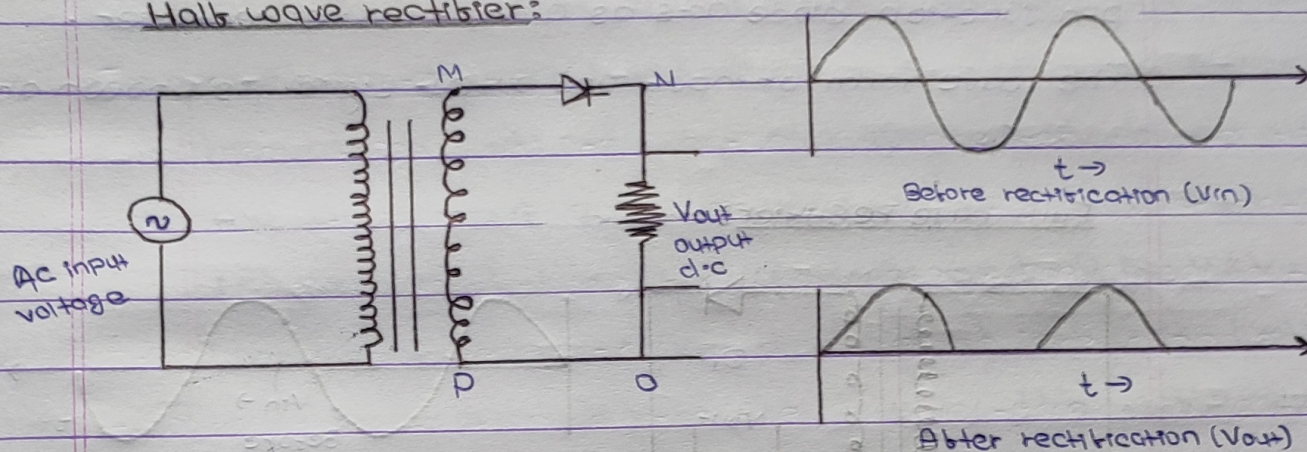 Half wave rectifier:
M
N
~
AC input
voltage
Vout
output
d.c
P
O
t →
Before rectification (Vin)
t →
After rectification (Vout)